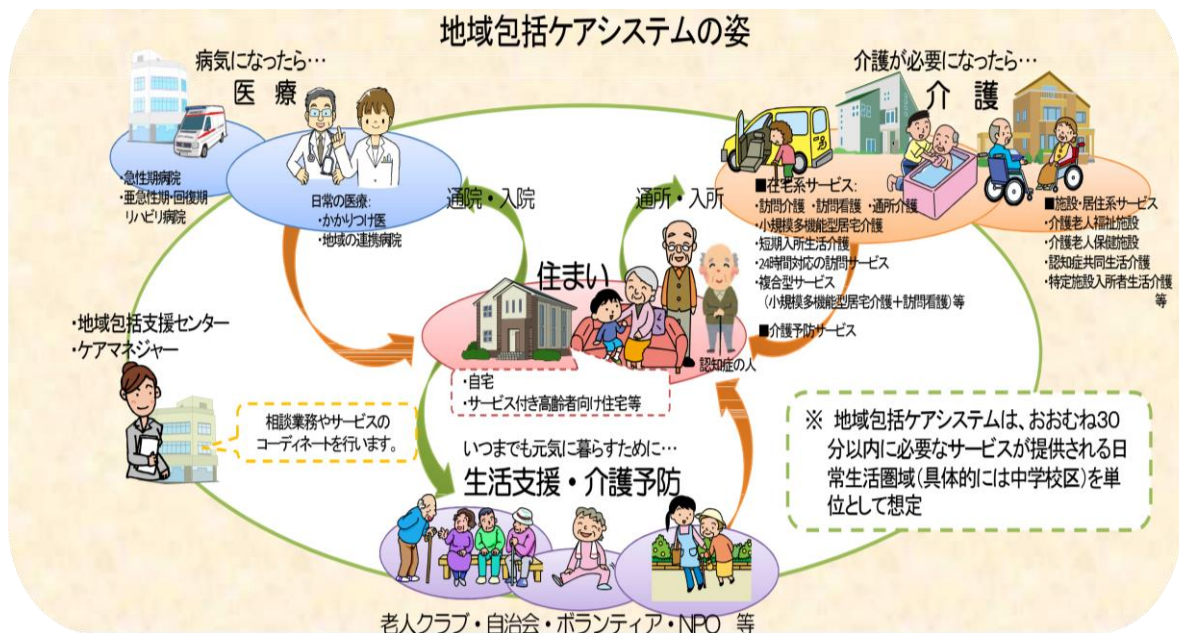 地域包括ケアシステムの姿
病気になったら…
医 療
・急性期病院
・亜急性期・回復期
リハビリ病院
日常の医療:
・かかりつけ医
・地域の連携病院
通院・入院
通所・入所
介護が必要になったら…
介 護
■在宅系サービス:
・訪問介護 ・訪問看護 ・通所介護
・小規模多機能型居宅介護
・短期入所生活介護
・24時間対応の訪問サービス
・複合型サービス
(小規模多機能型居宅介護+訪問看護)等
■介護予防サービス
■施設・居住系サービス
・介護老人福祉施設
・介護老人保健施設
・認知症共同生活介護
・特定施設入所者生活介護
等
住まい
認知症の人
・自宅
・サービス付き高齢者向け住宅等
・地域包括支援センター
・ケアマネジャー
相談業務やサービスの
コーディネートを行います。
いつまでも元気に暮らすために…
生活支援・介護予防
老人クラブ・自治会・ボランティア・NPO 等
※ 地域包括ケアシステムは、おおむね30
分以内に必要なサービスが提供される日
常生活圏域(具体的には中学校区)を単
位として想定